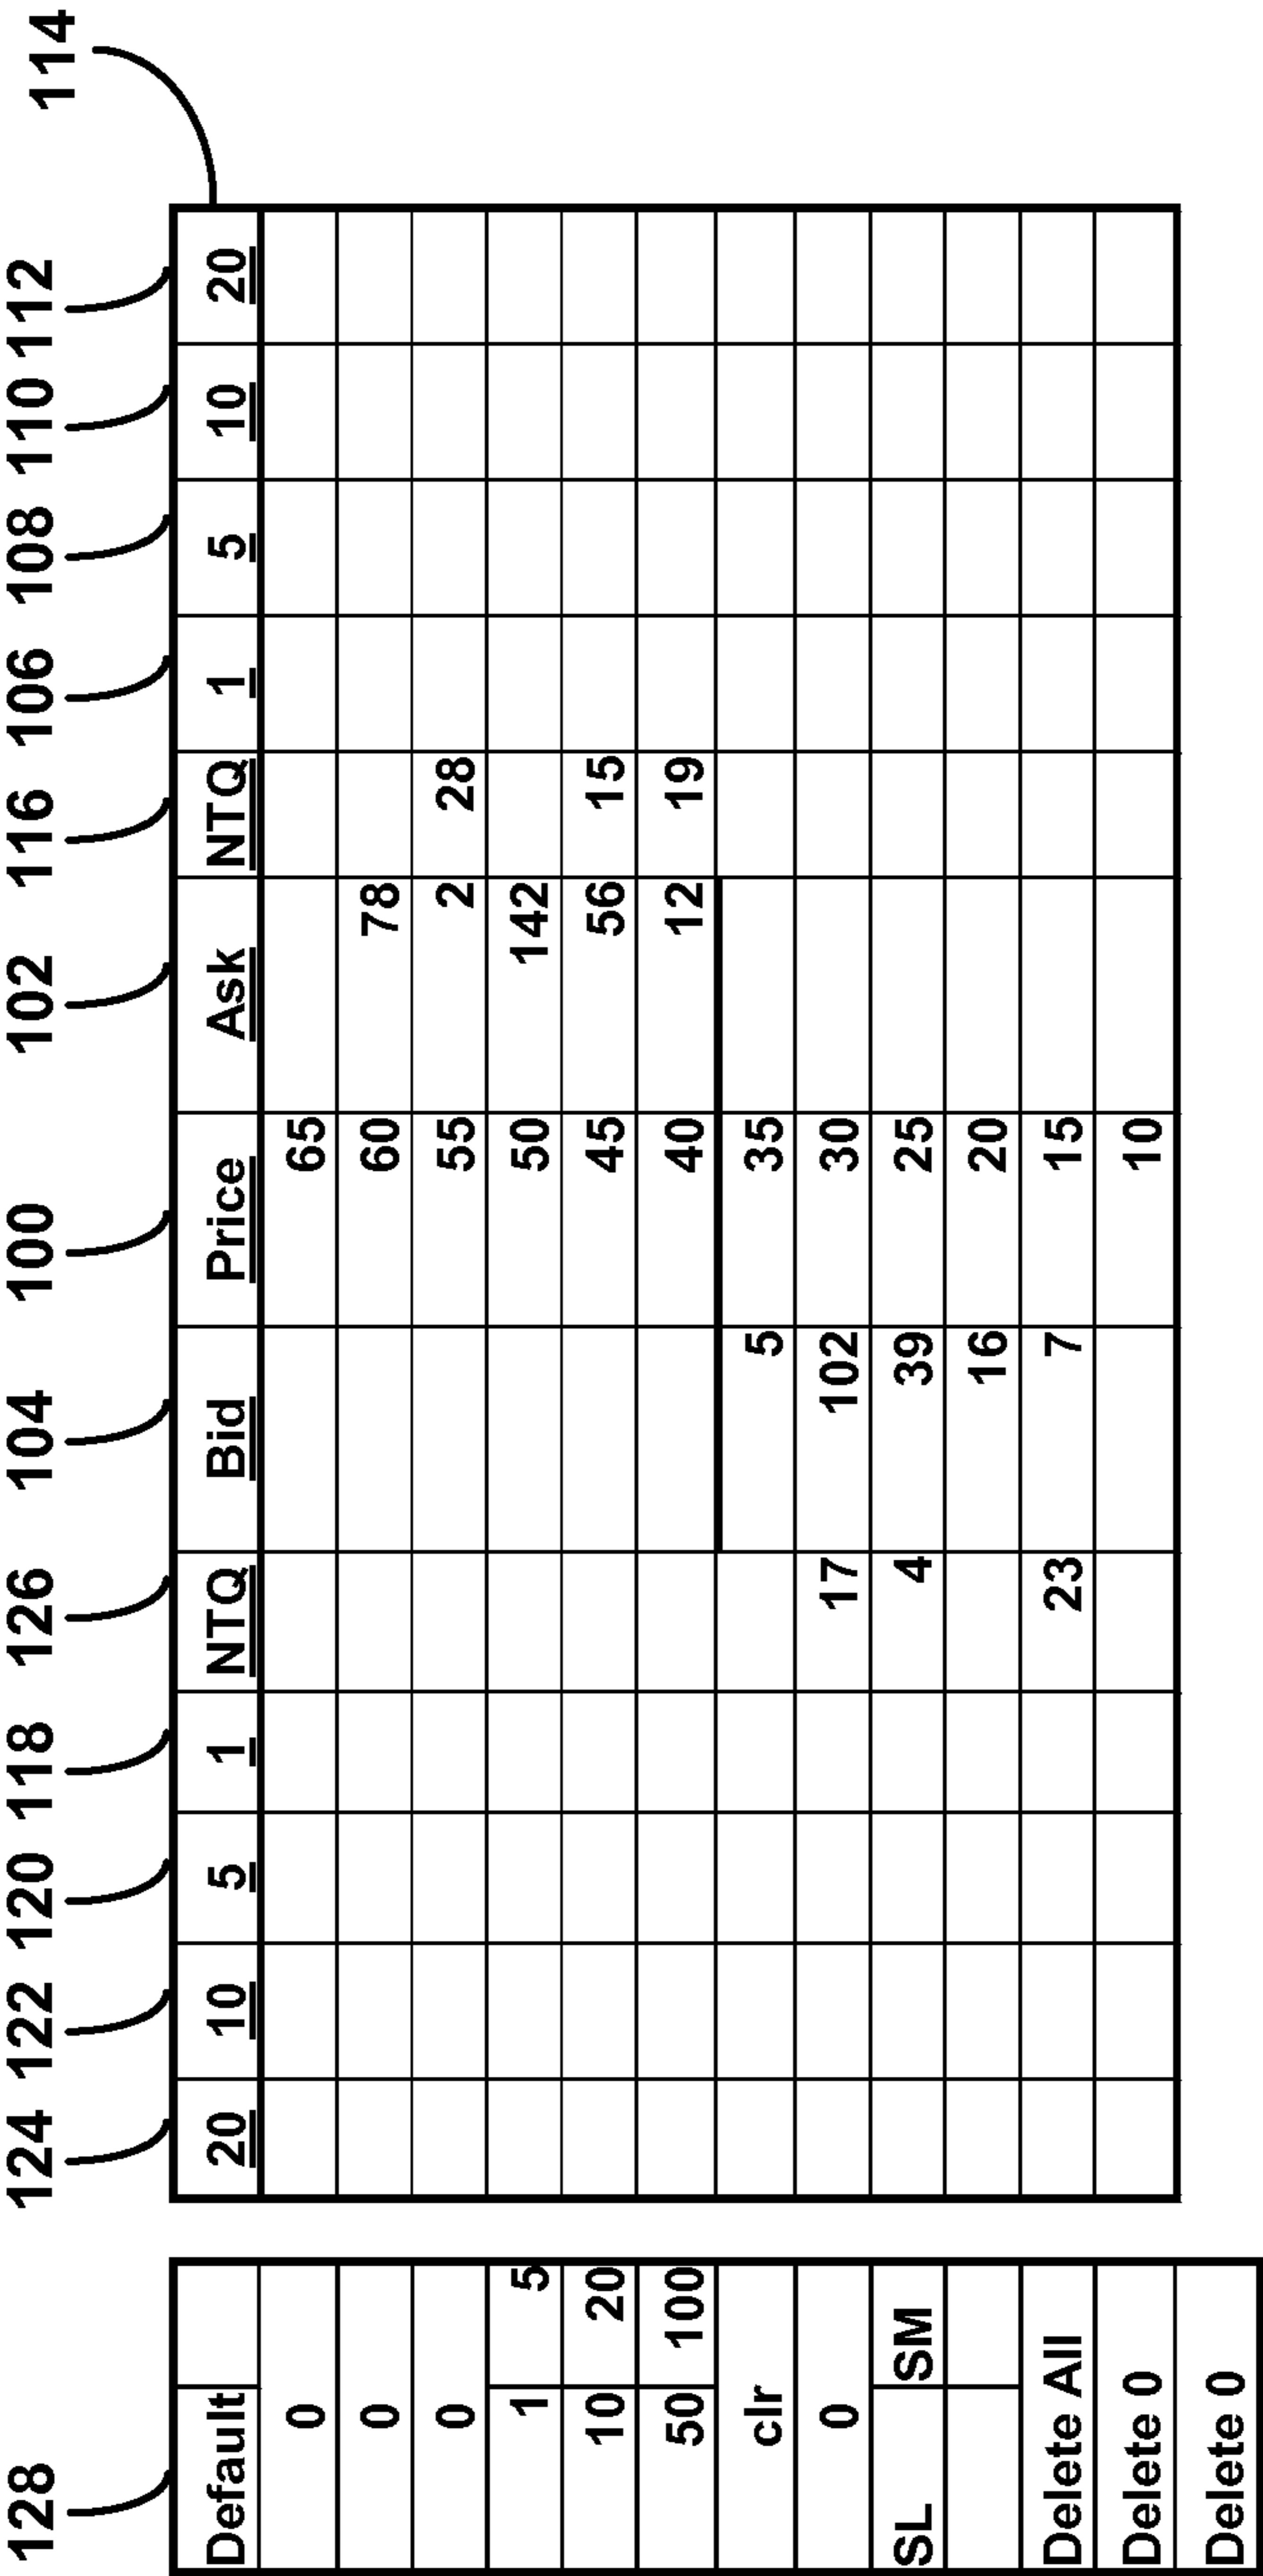 128 124 122 120 118 126 104 100 102 116 106 108 110 112 114
Default 20 10 5 1 NTQ Bid Price Ask NTQ 1 5 10 20
0 65
0 60 78
0 55 2 28
1 5 50 142
10 20 45 56 15
50 100 40 12 19
clr 5 35
0 17 102 30
SL SM 4 39 25
16 20
Delete All 23 7 15
Delete 0 10
Delete 0